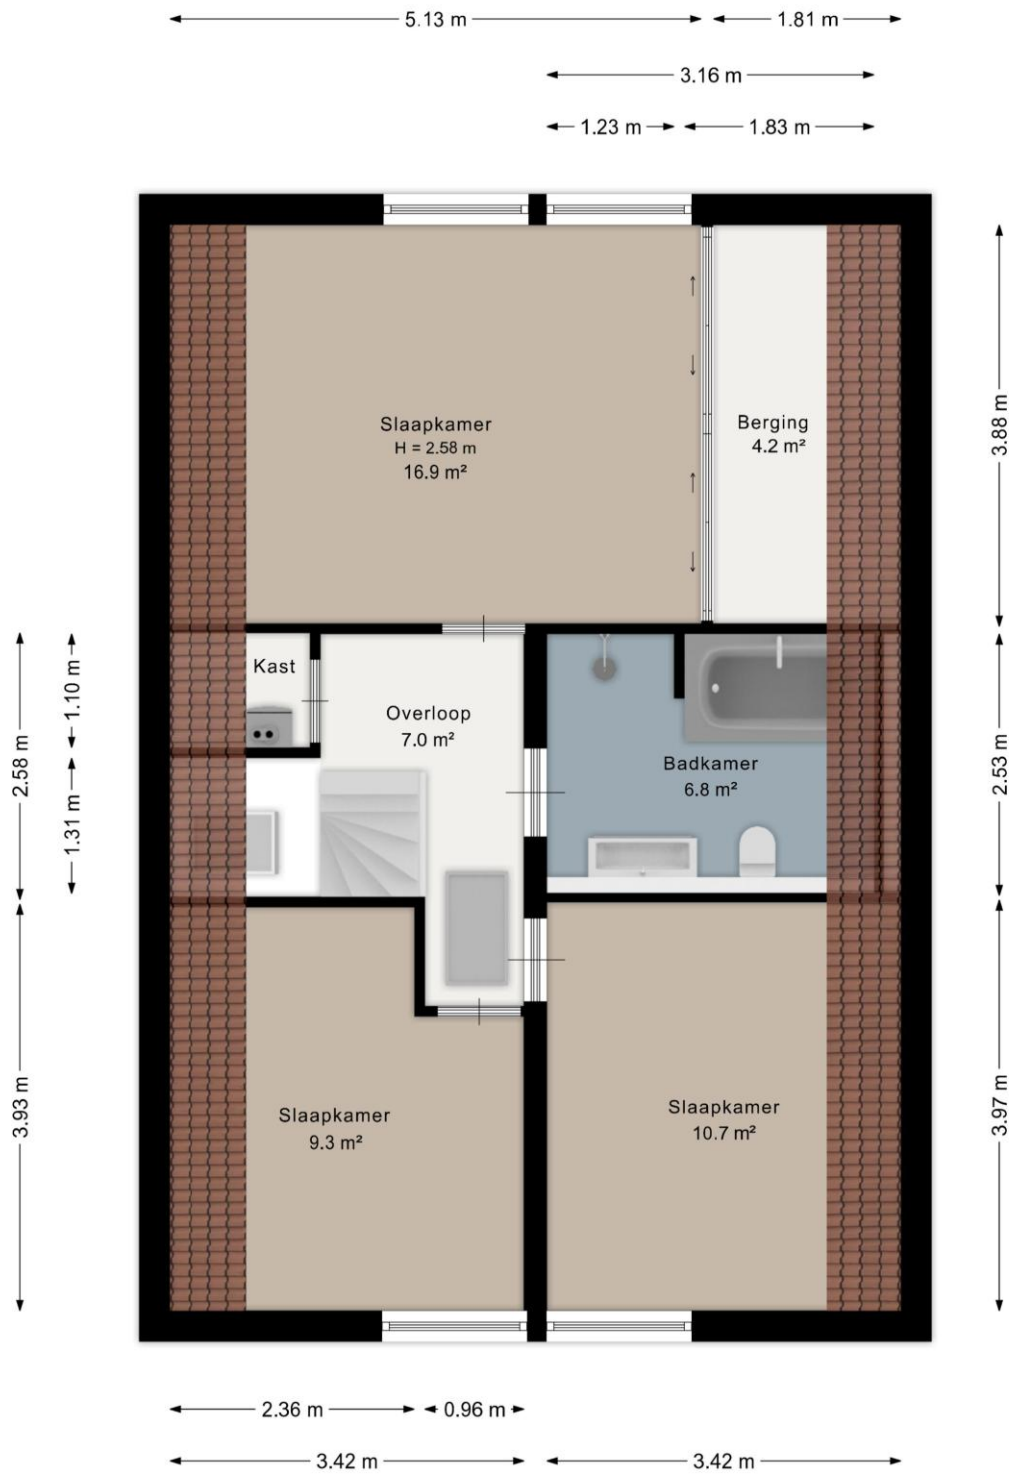 5.13 m
1.81 m
3.16 m
1.23 m
1.83 m
Slaapkamer
H = 2.58 m
16.9 m²
Berging
4.2 m²
3.88 m
Kast
Overloop
7.0 m²
Badkamer
6.8 m²
2.58 m
1.10 m
1.31 m
2.53 m
Slaapkamer
9.3 m²
Slaapkamer
10.7 m²
3.93 m
3.97 m
2.36 m
0.96 m
3.42 m
3.42 m